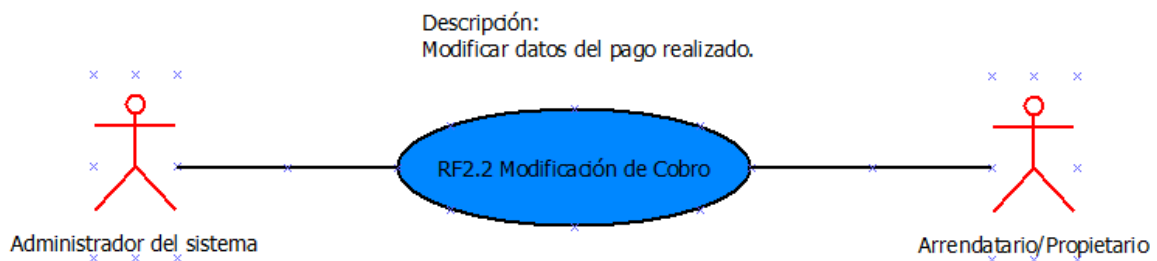 Descripción:
Modificar datos del pago realizado.
RF2.2 Modificación de Cobro
Administrador del sistema
Arrendatario/Propietario